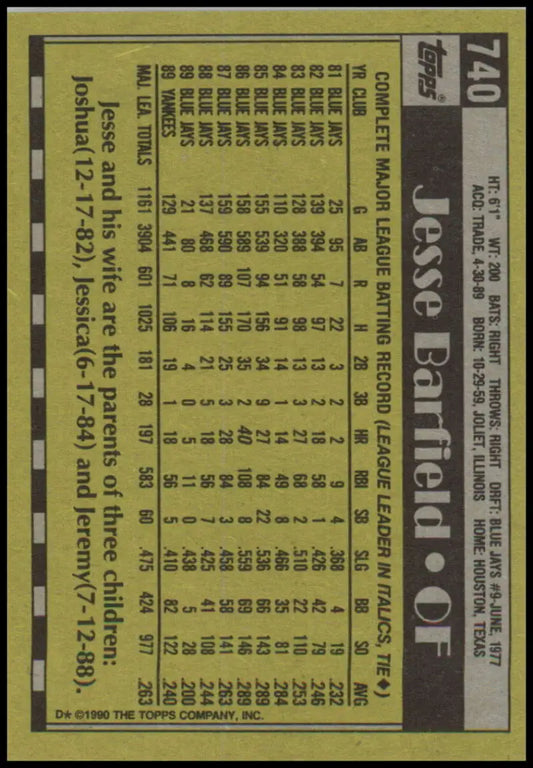 740
HT: 6'1" WT: 200 BATS: RIGHT THROWS: RIGHT DRFT: BLUE JAYS #9-JUNE, 1977
ACQ: TRADE, 4-30-89 BORN: 10-29-59, JOLIET, ILLINOIS HOME: HOUSTON, TEXAS
topps®
Jesse Barfield • OF
COMPLETE MAJOR LEAGUE BATTING RECORD (LEAGUE LEADER IN ITALICS, TIE◆)
YR CLUB G AB R H 2B 3B HR RBI SB SLG BB SO AVG
81 BLUE JAYS 25 95 7 22 3 2 2 9 4 .368 4 19 .232
82 BLUE JAYS 139 394 54 97 13 2 18 58 1 .426 42 79 .246
83 BLUE JAYS 128 388 58 98 13 3 27 68 2 .510 22 110 .253
84 BLUE JAYS 110 320 51 91 14 1 14 49 8 .466 35 81 .284
85 BLUE JAYS 155 539 94 156 34 9 27 84 22 .536 66 143 .289
86 BLUE JAYS 158 589 107 170 35 2 40 108 8 .559 69 146 .289
87 BLUE JAYS 159 590 89 155 25 3 28 84 3 .458 58 141 .263
88 BLUE JAYS 137 468 62 114 21 5 18 56 7 .425 41 108 .244
89 BLUE JAYS 21 80 8 16 4 0 5 11 0 .438 5 28 .200
89 YANKEES 129 441 71 106 19 1 18 56 5 .410 82 122 .240
MAJ. LEA. TOTALS 1161 3904 601 1025 181 28 197 583 60 .475 424 977 .263
Jesse and his wife are the parents of three children:
Joshua(12-17-82), Jessica(6-17-84) and Jeremy(7-12-88).
D★ ©1990 THE TOPPS COMPANY, INC.